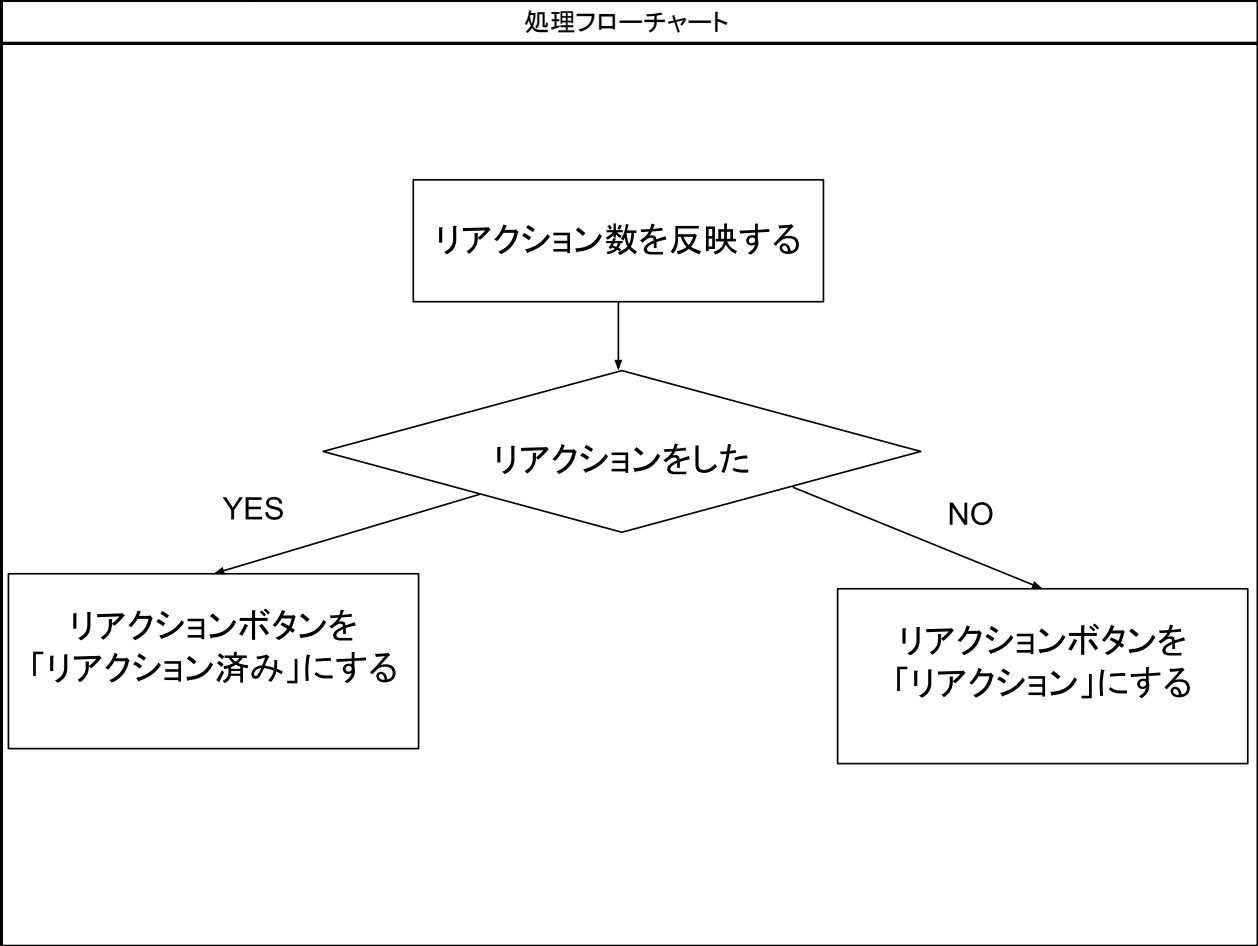 処理フローチャート
リアクション数を反映する
リアクションをした
YES
NO
リアクションボタンを
「リアクション済み」にする
リアクションボタンを
「リアクション」にする